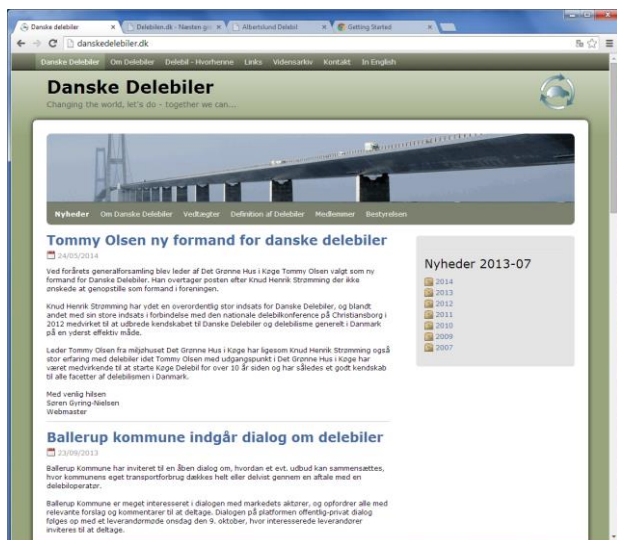 Danske delebiler
Delebilen.dk - Næsten gr
Albertslund Delebil
Getting Started
danskedelebiler.dk
Danske Delebiler Om Delebiler Delebil - Hvorhenne Links Vidensarkiv Kontakt In English
Danske Delebiler
Changing the world, let's do - together we can...
Nyheder Om Danske Delebiler Vedtægter Definition af Delebiler Medlemmer Bestyrelsen
Tommy Olsen ny formand for danske delebiler
24/05/2014
Ved forårets generalforsamling blev leder af Det Grønne Hus i Køge Tommy Olsen valgt som ny
formand for Danske Delebiler. Han overtager posten efter Knud Henrik Strømming der ikke
ønskede at genopstille som formand i foreningen.
Knud Henrik Strømming har ydet en overordentlig stor indsats for Danske Delebiler, og blandt
andet med sin store indsats i forbindelse med den nationale delebilkonference på Christiansborg i
2012 medvirket til at udbrede kendskabet til Danske Delebiler og delebilisme generelt i Danmark
på en yderst effektiv måde.
Leder Tommy Olsen fra miljøhuset Det Grønne Hus i Køge har ligesom Knud Henrik Strømming også
stor erfaring med delebiler idet Tommy Olsen med udgangspunkt i Det Grønne Hus i Køge har
været medvirkende til at starte Køge Delebil for over 10 år siden og har således et godt kendskab
til alle facetter af delebilismen i Danmark.
Med venlig hilsen
Søren Gyring-Nielsen
Webmaster
Ballerup kommune indgår dialog om delebiler
23/09/2013
Ballerup Kommune har inviteret til en åben dialog om, hvordan et evt. udbud kan sammensættes,
hvor kommunens eget transportforbrug dækkes helt eller delvist gennem en aftale med en
delebiloperatør.
Ballerup Kommune er meget interesseret i dialogen med markedets aktører, og opfordrer alle med
relevante forslag og kommentarer til at deltage. Dialogen på platformen offentlig-privat dialog
følges op med et leverandørmøde onsdag den 9. oktober, hvor interesserede leverandører
inviteres til at deltage.
Nyheder 2013-07
2014
2013
2012
2011
2010
2009
2007